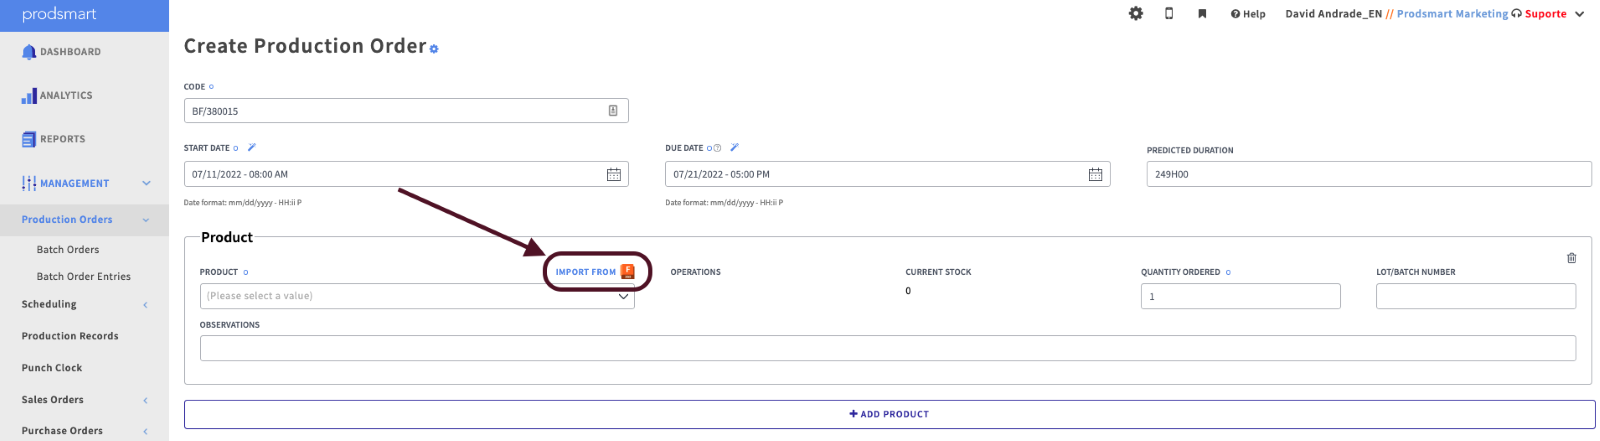 prodsmart
Help David Andrade_EN // Prodsmart Marketing Suporte
DASHBOARD
ANALYTICS
REPORTS
MANAGEMENT
Production Orders
Batch Orders
Batch Order Entries
Scheduling
Production Records
Punch Clock
Sales Orders
Purchase Orders
Create Production Order
CODE
BF/380015
START DATE DUE DATE PREDICTED DURATION
07/11/2022 - 08:00 AM 07/21/2022 - 05:00 PM 249H00
Date format: mm/dd/yyyy - HH:ii P Date format: mm/dd/yyyy - HH:ii P
Product
PRODUCT IMPORT FROM F OPERATIONS CURRENT STOCK QUANTITY ORDERED LOT/BATCH NUMBER
(Please select a value) 0 1
OBSERVATIONS
+ ADD PRODUCT